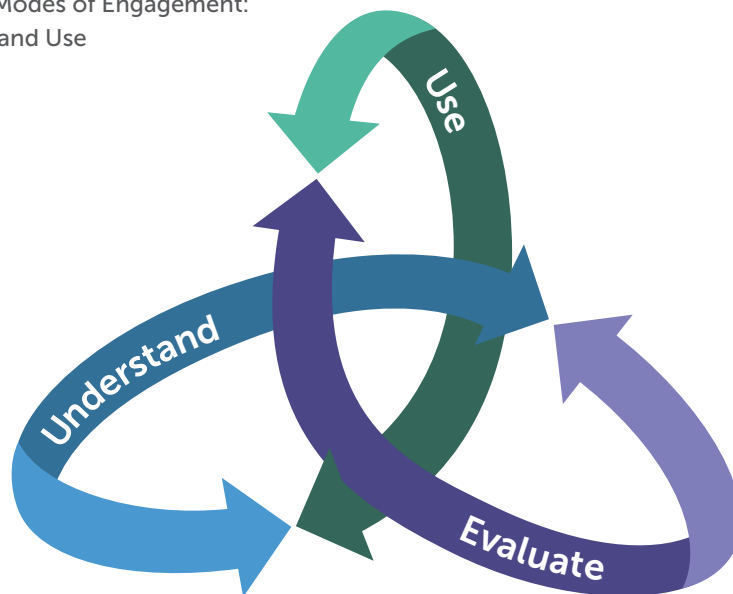 Modes of Engagement:
and Use
Use
Understand
Evaluate